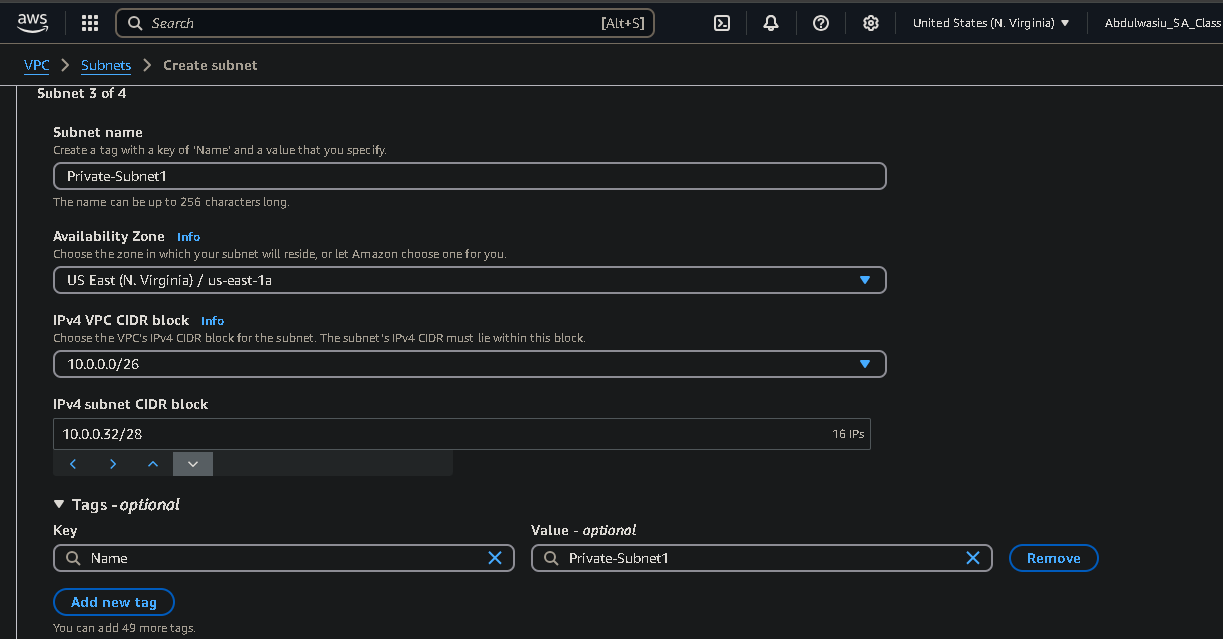 aws
Search [Alt+S] United States (N. Virginia) Abdulwasiu_SA_Class
VPC Subnets Create subnet
Subnet 3 of 4
Subnet name
Create a tag with a key of 'Name' and a value that you specify.
Private-Subnet1
The name can be up to 256 characters long.
Availability Zone Info
Choose the zone in which your subnet will reside, or let Amazon choose one for you.
US East (N. Virginia) / us-east-1a
IPv4 VPC CIDR block Info
Choose the VPC's IPv4 CIDR block for the subnet. The subnet's IPv4 CIDR must lie within this block.
10.0.0.0/26
IPv4 subnet CIDR block
10.0.0.32/28 16 IPs
Tags - optional
Key Value - optional
Name Private-Subnet1 Remove
Add new tag
You can add 49 more tags.